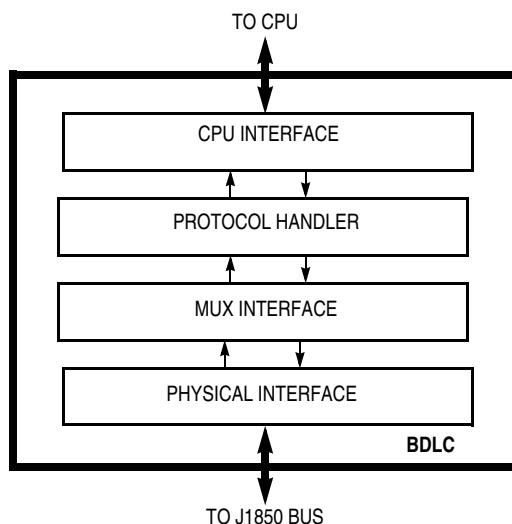 TO CPU
CPU INTERFACE
PROTOCOL HANDLER
MUX INTERFACE
PHYSICAL INTERFACE
BDLC
TO J1850 BUS